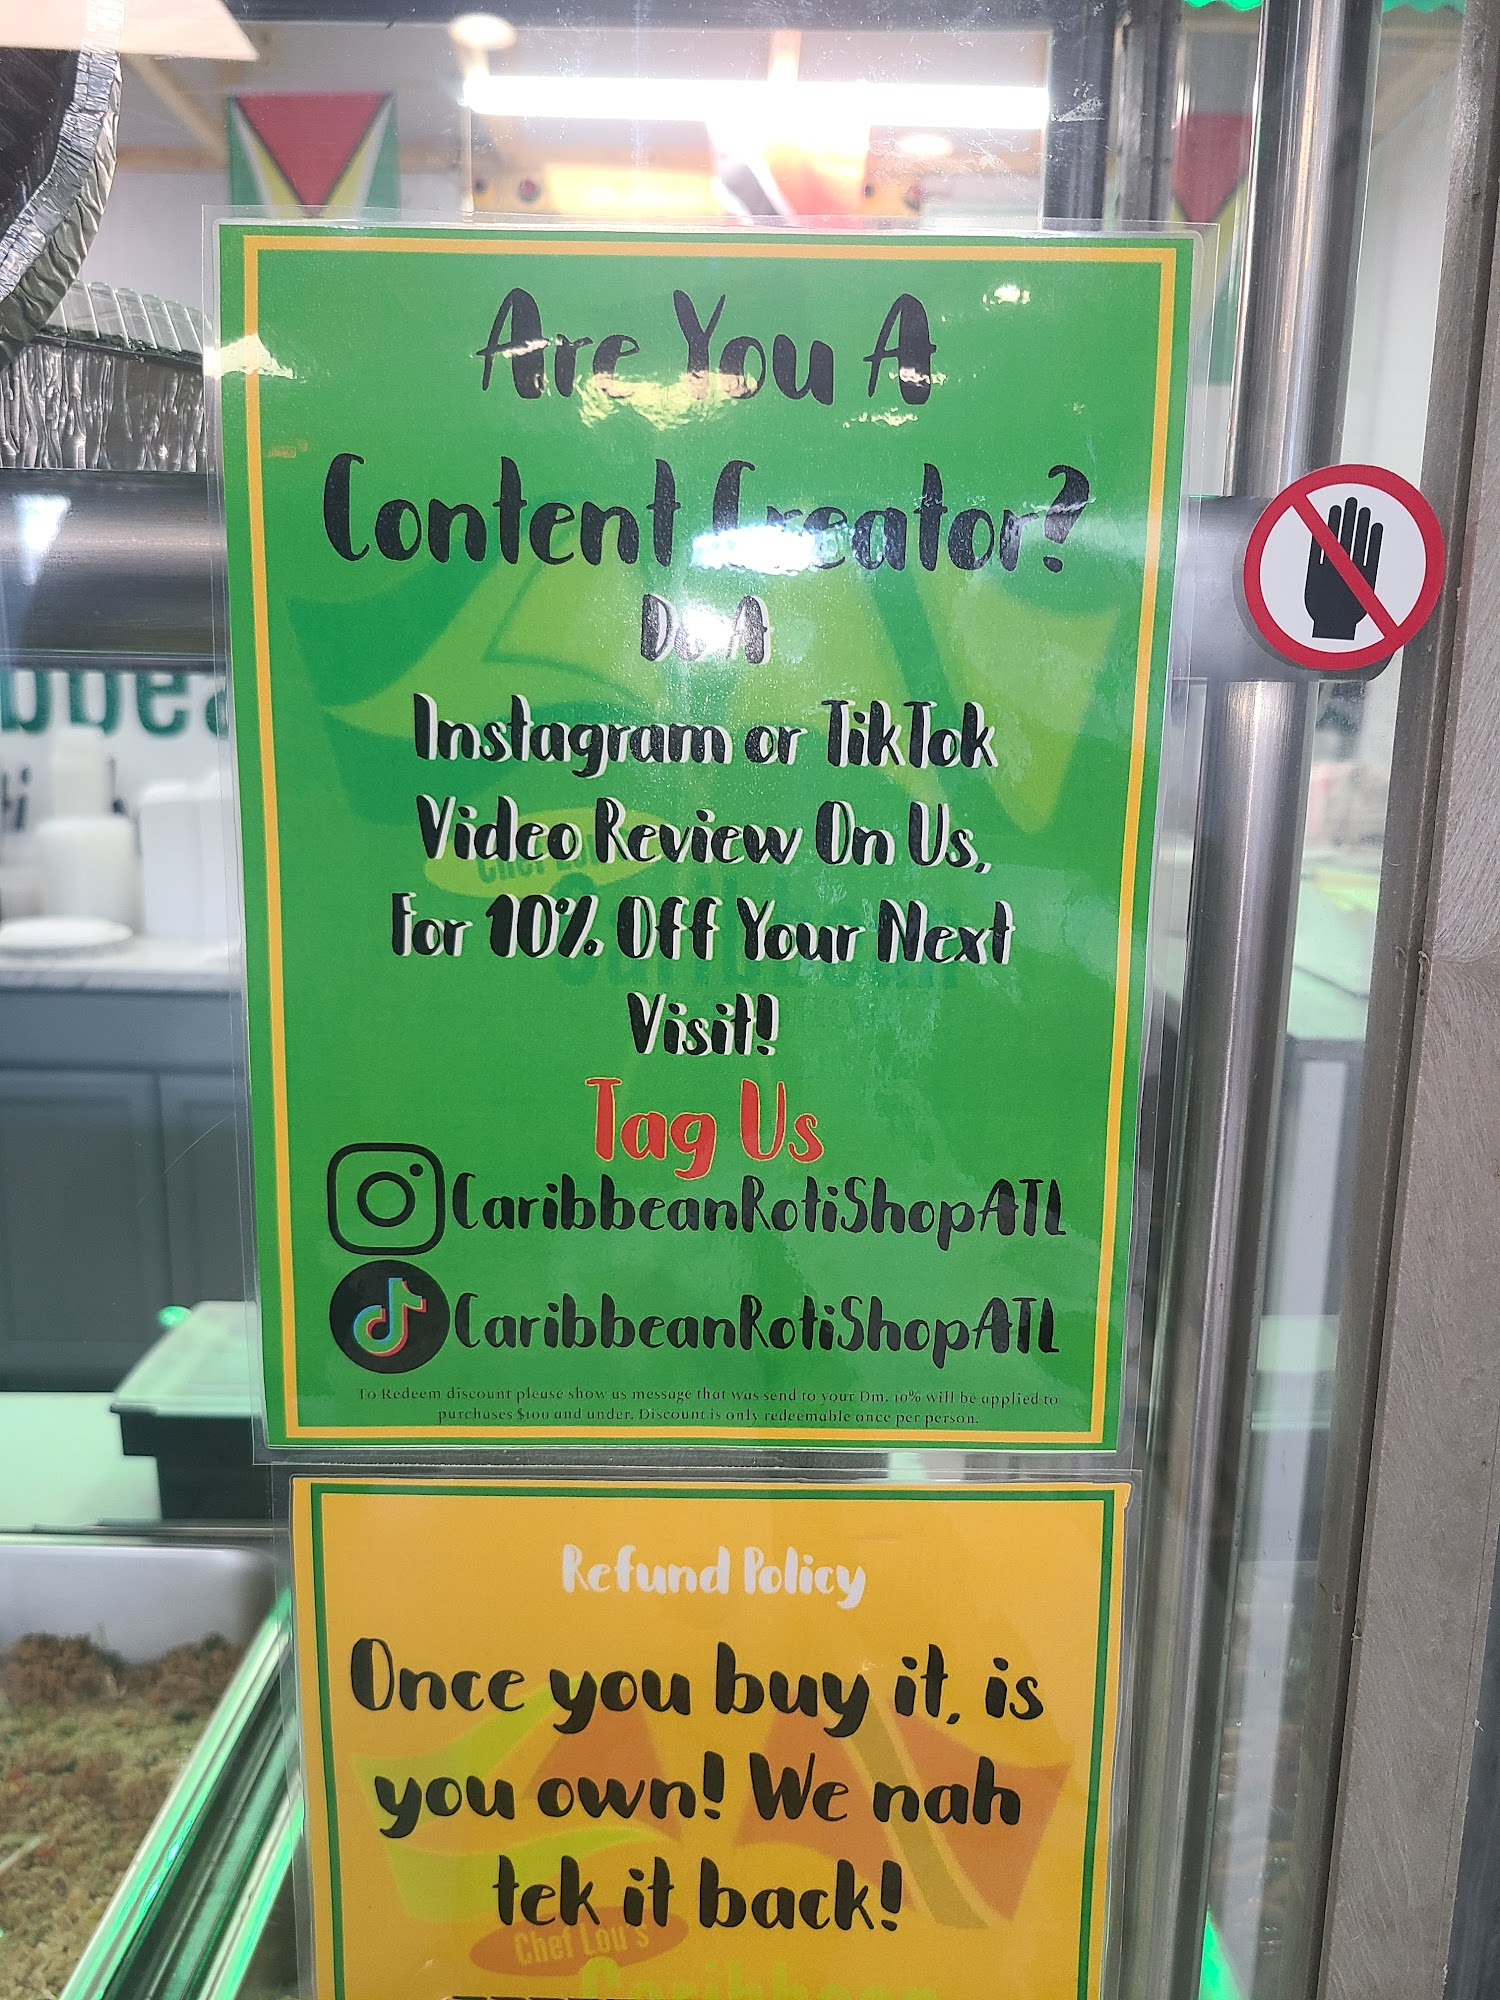 Are You A
Content Creator?
Do A
Instagram or TikTok
Video Review On Us,
For 10% Off Your Next
Visit!
Tag Us
CaribbeanRotiShopATL
CaribbeanRotiShopATL
To Redeem discount please show us message that was send to your Dm. 10% will be applied to
purchases $100 and under. Discount is only redeemable once per person.
Refund Policy
Once you buy it, is
you own! We nah
tek it back!
Chef Lou's
Caribbean